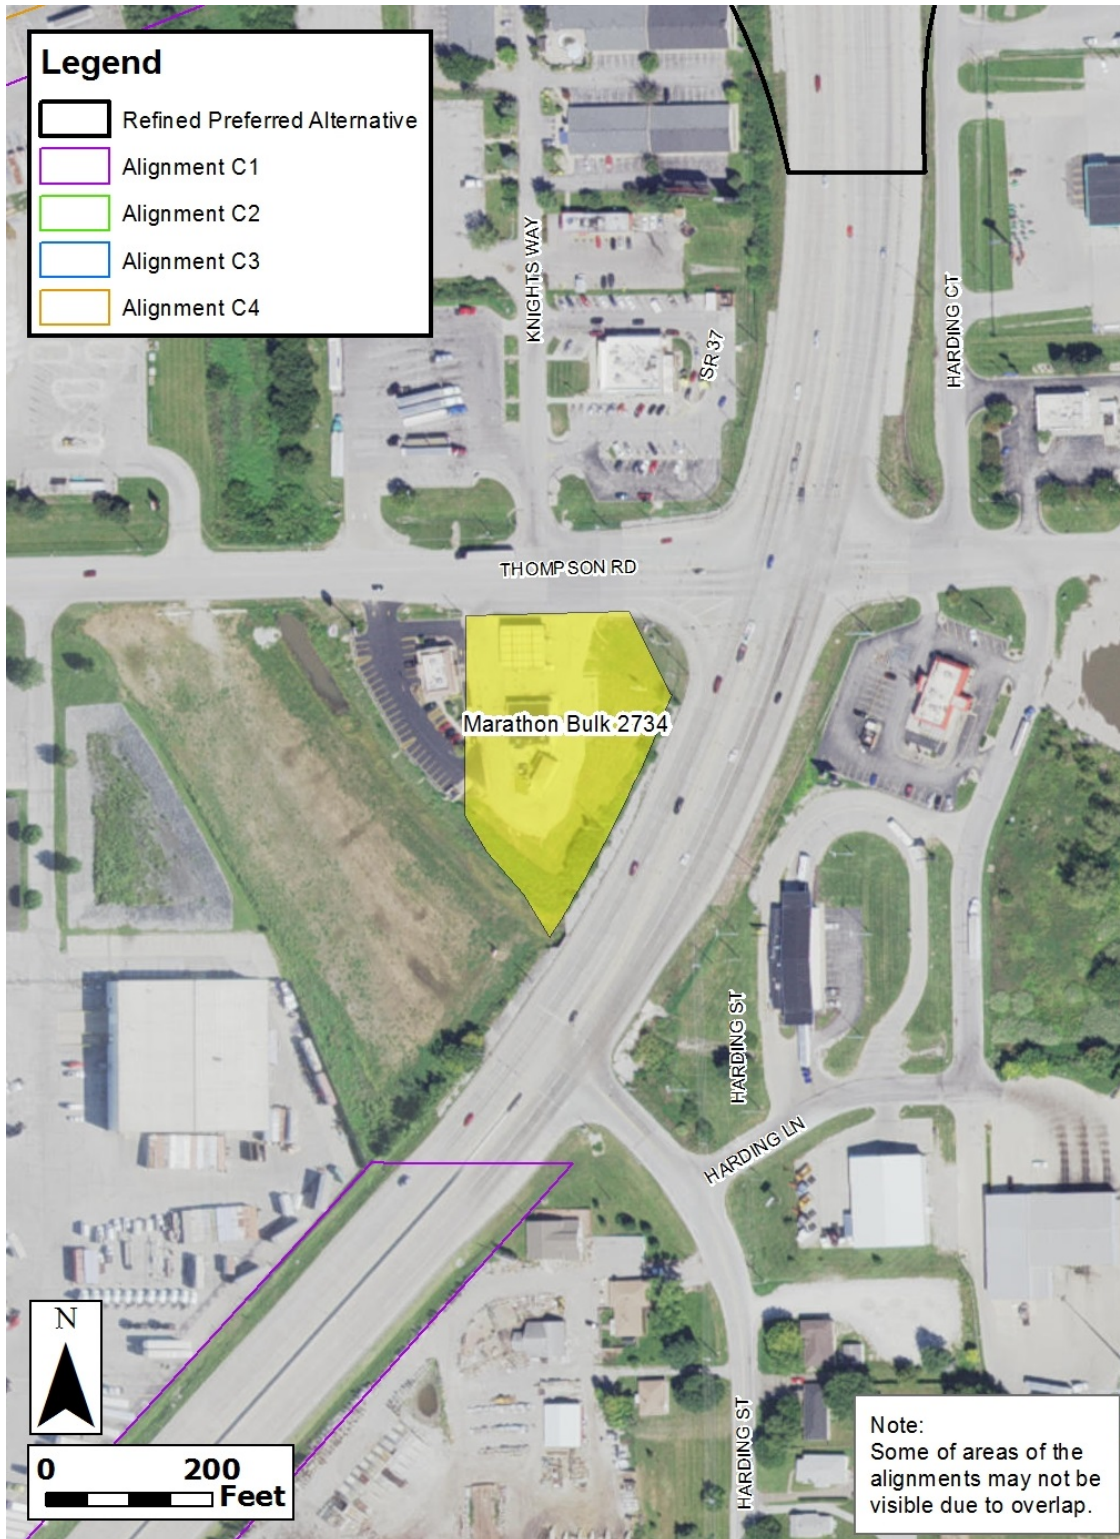 Legend
Refined Preferred Alternative
Alignment C1
Alignment C2
Alignment C3
Alignment C4
KNIGHTS WAY
SR 37
HARDING CT
THOMPSON RD
Marathon Bulk 2734
HARDING ST
HARDING LN
HARDING ST
N
0 200
Feet
Note:
Some of areas of the
alignments may not be
visible due to overlap.